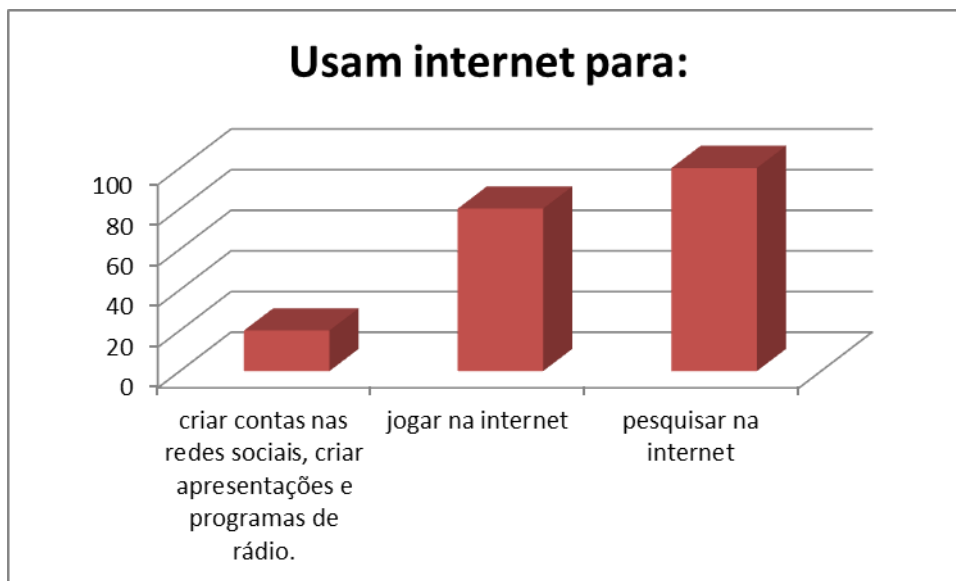 Usam internet para:
100
80
60
40
20
0
criar contas nas
redes sociais, criar
apresentações e
programas de
rádio.
jogar na internet
pesquisar na
internet